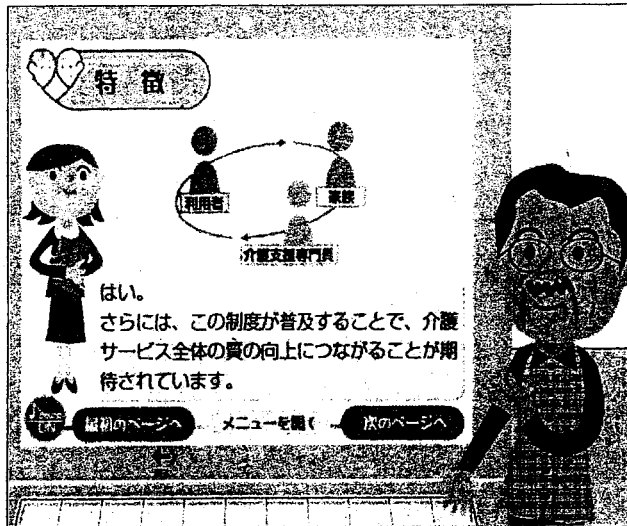 特徴
利用者
家族
介護支援専門員
はい。
さらには、この制度が普及することで、介護
サービス全体の質の向上につながることが期
待されています。
最初のページへ
メニューを開く
次のページへ